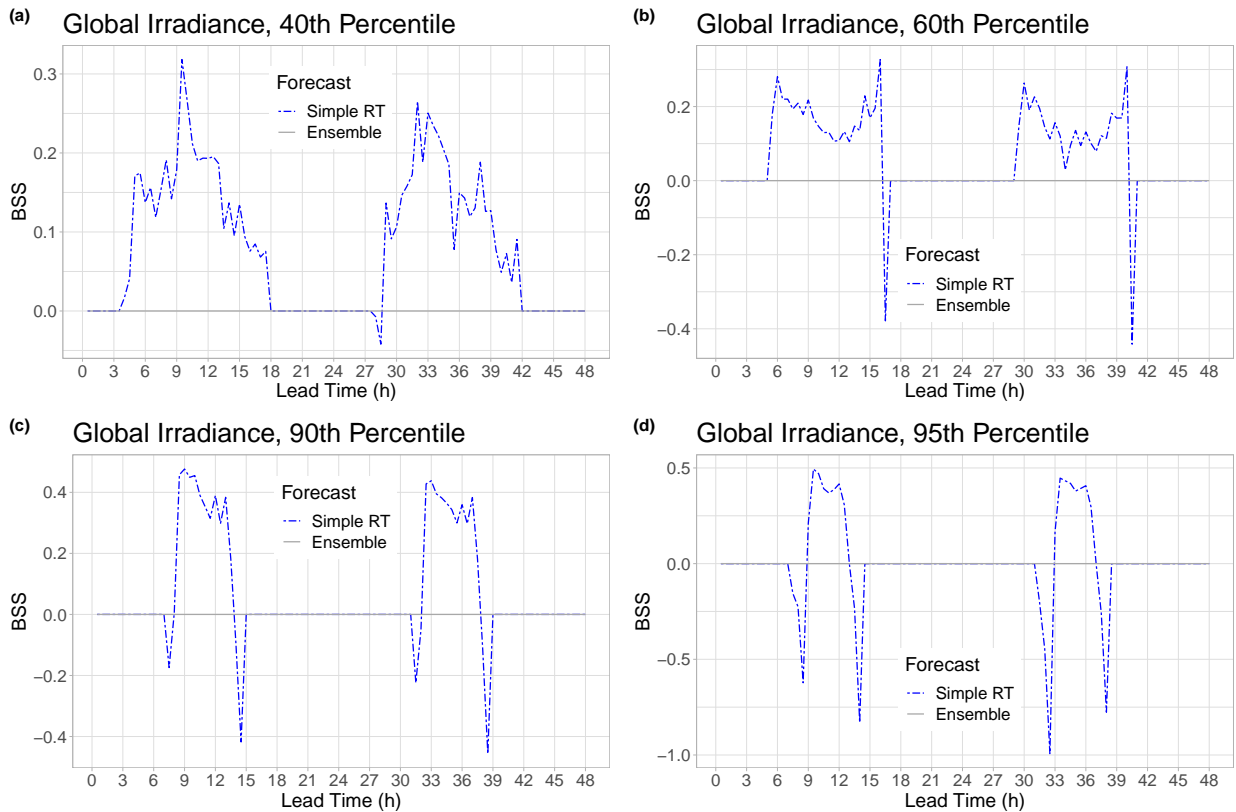 (a)
Global Irradiance, 40th Percentile
BSS
0.3
0.2
0.1
0.0
Forecast
Simple RT
Ensemble
0 3 6 9 12 15 18 21 24 27 30 33 36 39 42 45 48
Lead Time (h)
(b)
Global Irradiance, 60th Percentile
BSS
0.2
0.0
−0.2
−0.4
Forecast
Simple RT
Ensemble
0 3 6 9 12 15 18 21 24 27 30 33 36 39 42 45 48
Lead Time (h)
(c)
Global Irradiance, 90th Percentile
BSS
0.4
0.2
0.0
−0.2
−0.4
Forecast
Simple RT
Ensemble
0 3 6 9 12 15 18 21 24 27 30 33 36 39 42 45 48
Lead Time (h)
(d)
Global Irradiance, 95th Percentile
BSS
0.5
0.0
−0.5
−1.0
Forecast
Simple RT
Ensemble
0 3 6 9 12 15 18 21 24 27 30 33 36 39 42 45 48
Lead Time (h)